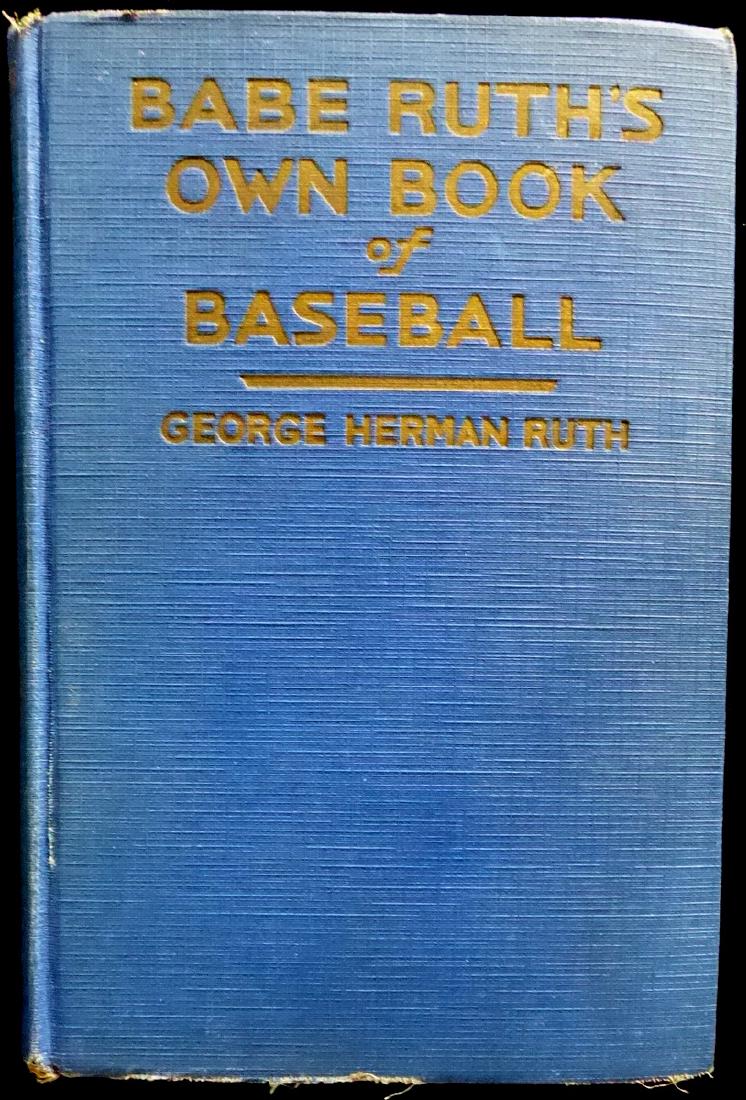 BABE RUTH'S
OWN BOOK
of
BASEBALL
GEORGE HERMAN RUTH